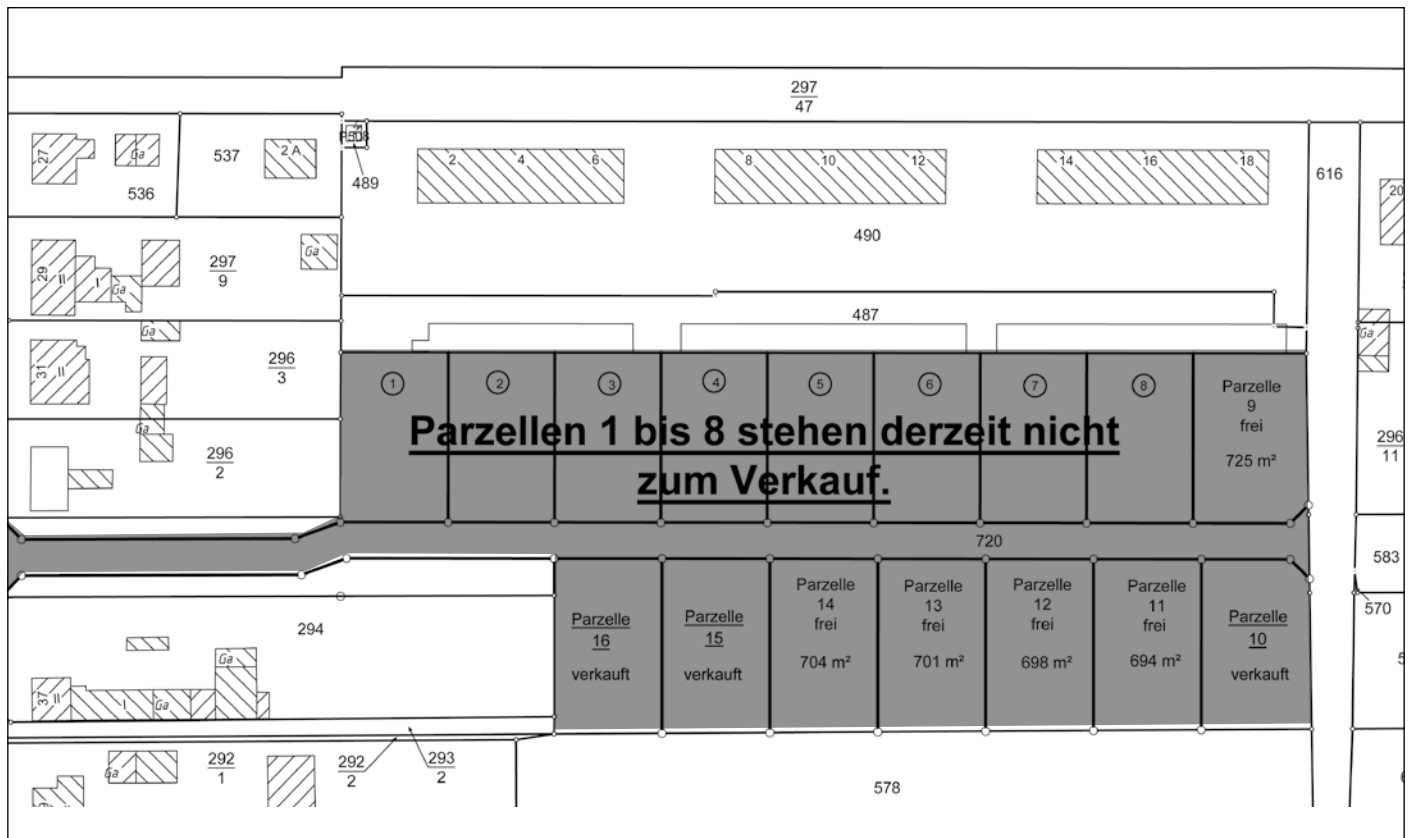 297
47
27
Ga
537
2 A
536
489
2
4
6
8
10
12
14
16
18
616
20
490
29
II
I
Ga
297
9
Ga
487
Ga
31
II
296
3
Ga
296
2
Ga
296
11
1
2
3
4
5
6
7
8
Parzelle
9
frei
725 m²
Parzellen 1 bis 8 stehen derzeit nicht
zum Verkauf.
720
583
570
294
Parzelle
16
verkauft
Parzelle
15
verkauft
Parzelle
14
frei
704 m²
Parzelle
13
frei
701 m²
Parzelle
12
frei
698 m²
Parzelle
11
frei
694 m²
Parzelle
10
verkauft
Ga
37
II
I
Ga
292
1
292
2
293
2
Ga
578